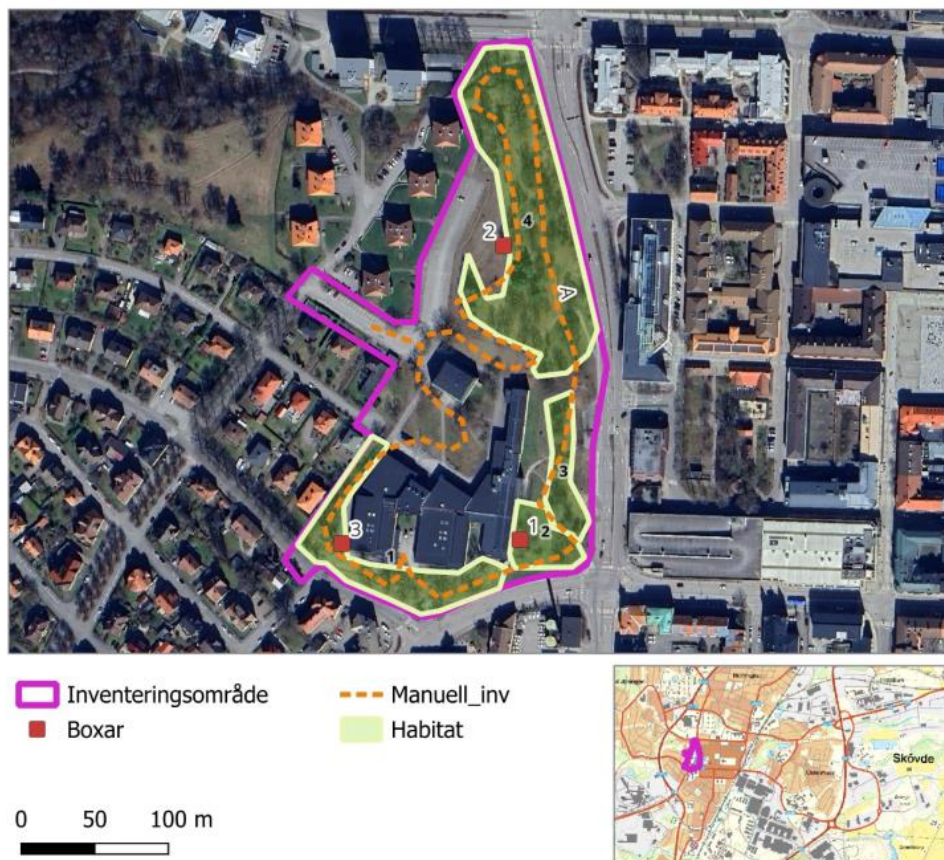 4
2
A
3
1
2
3
1
Inventeringsområde
Manuell_inv
Boxar
Habitat
0 50 100 m
Skövde